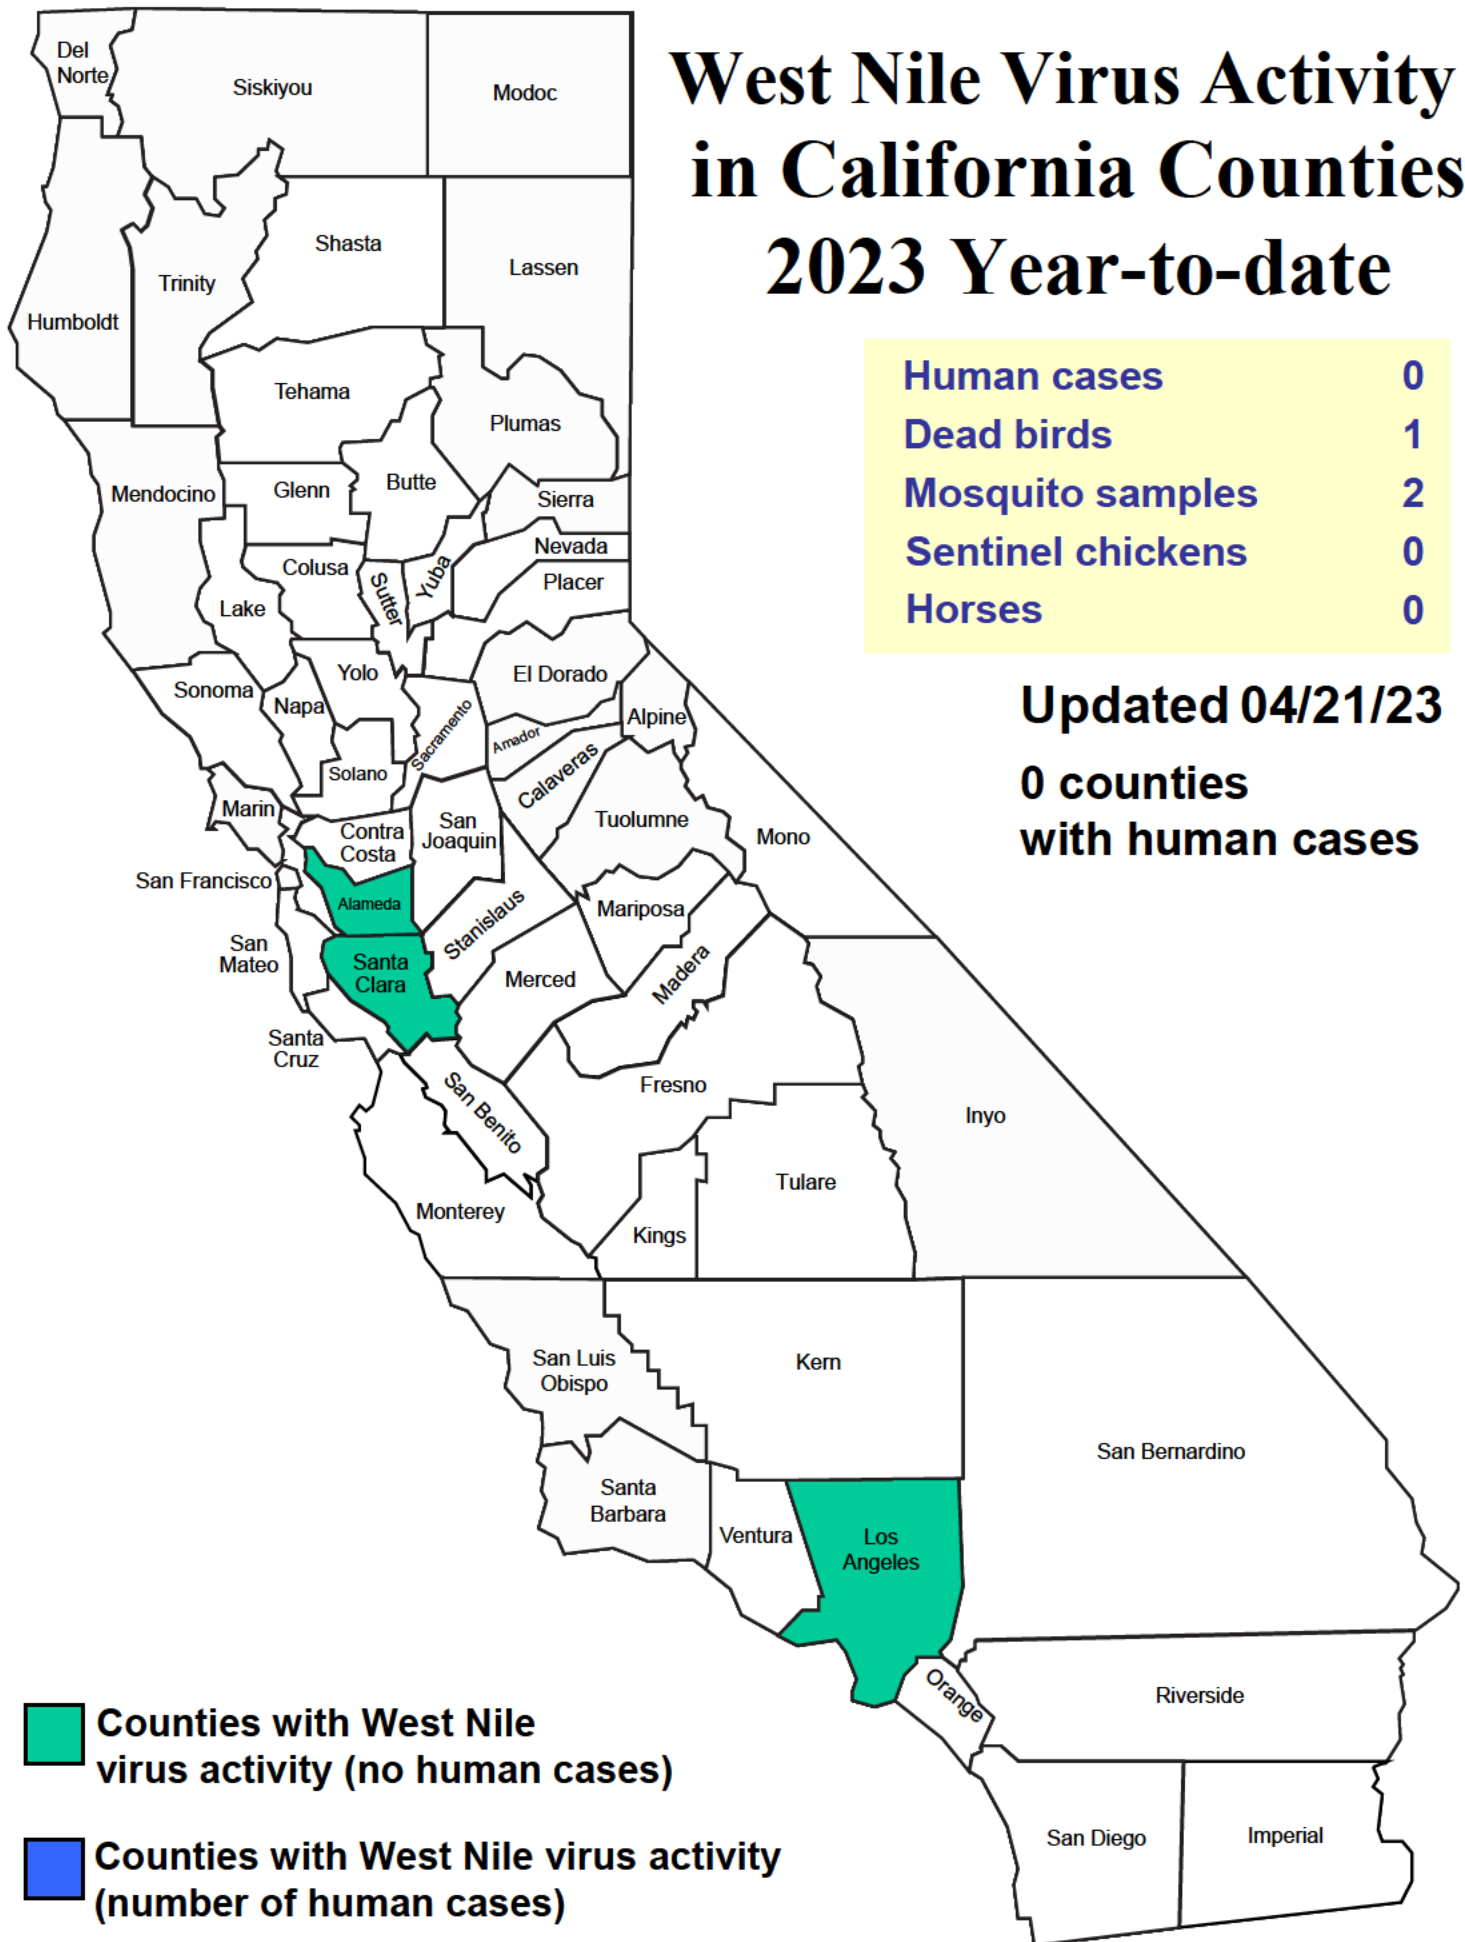 West Nile Virus Activity
in California Counties
2023 Year-to-date
Human cases 0
Dead birds 1
Mosquito samples 2
Sentinel chickens 0
Horses 0
Updated 04/21/23
0 counties
with human cases
Del
Norte
Siskiyou
Modoc
Shasta
Lassen
Trinity
Humboldt
Tehama
Plumas
Mendocino
Glenn
Butte
Sierra
Nevada
Colusa
Sutter
Yuba
Placer
Lake
Yolo
El Dorado
Sonoma
Napa
Sacramento
Amador
Alpine
Solano
Calaveras
Marin
Contra
Costa
San
Joaquin
Tuolumne
Mono
San Francisco
Alameda
Stanislaus
Mariposa
San
Mateo
Santa
Clara
Merced
Madera
Santa
Cruz
San Benito
Fresno
Inyo
Monterey
Kings
Tulare
San Luis
Obispo
Kern
San Bernardino
Santa
Barbara
Ventura
Los
Angeles
Orange
Riverside
San Diego
Imperial
Counties with West Nile
virus activity (no human cases)
Counties with West Nile virus activity
(number of human cases)